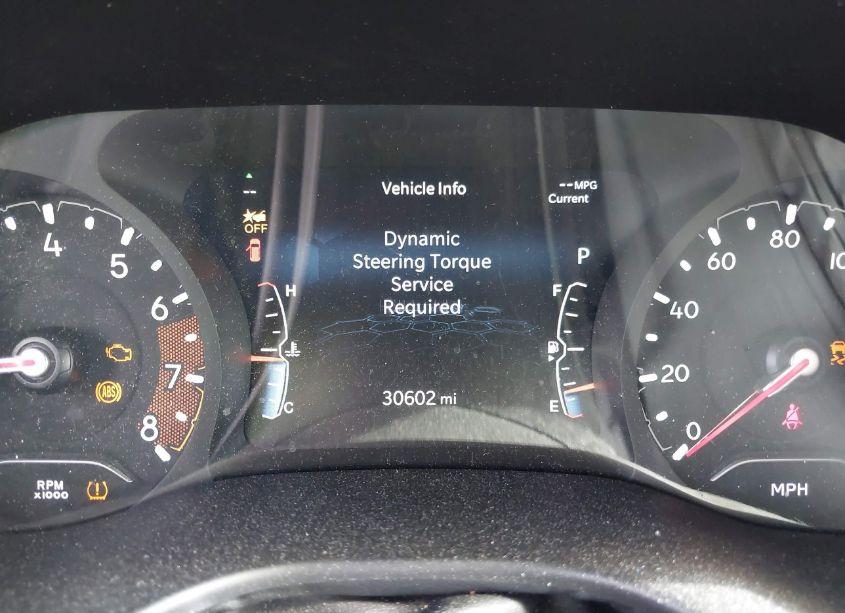 Vehicle Info
--
-- MPG
Current
OFF
Dynamic
Steering Torque
Service
Required
P
H
C
F
E
30602 mi
4
5
6
7
8
RPM
x1000
ABS
0
20
40
60
80
MPH